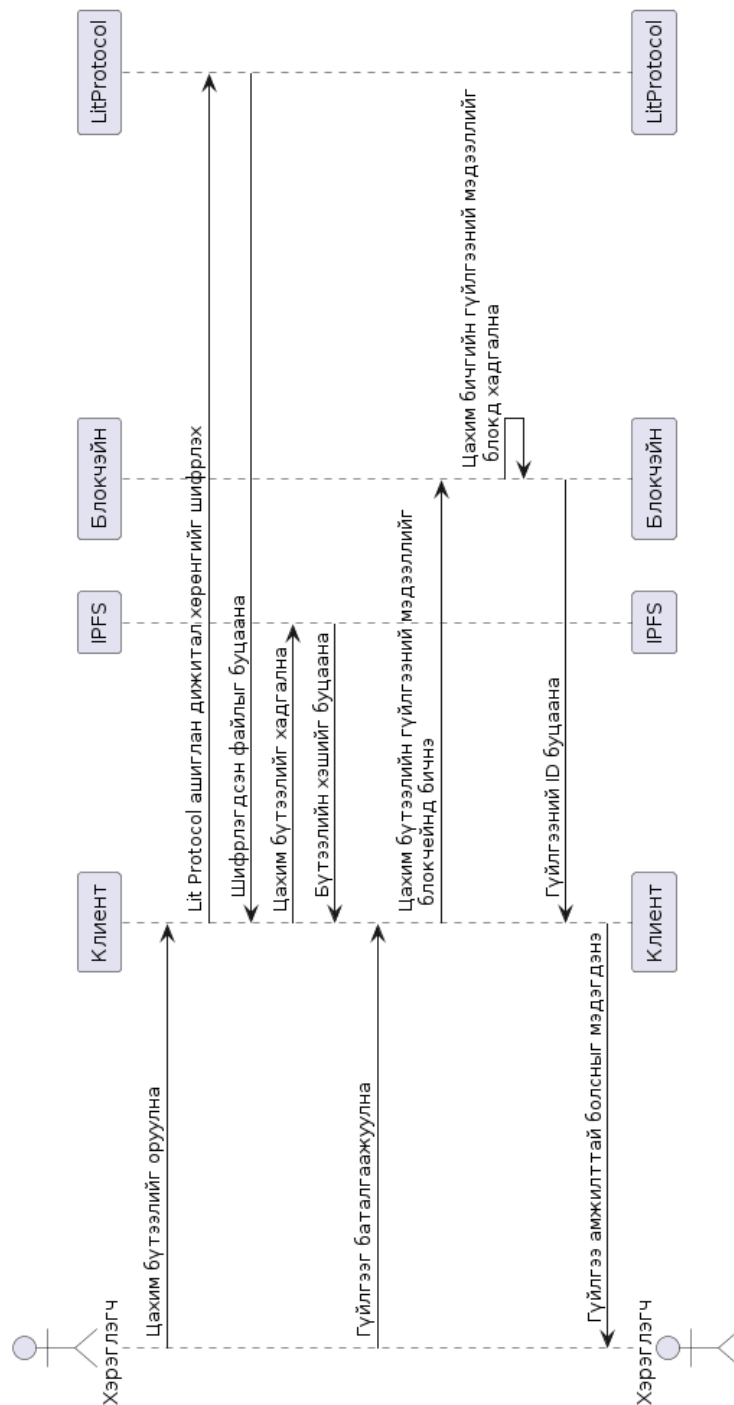 Хэрэглэгч
Клиент
IPFS
Блокчэйн
LitProtocol
Цахим бүтээлийг оруулна
Lit Protocol ашиглан дижитал хөрөнгийг шифрлэх
Шифрлэгдсэн файлыг буцаана
Цахим бүтээлийг хадгална
Бүтээлийн хэшийг буцаана
Гүйлгээг баталгаажуулна
Цахим бүтээлийн гүйлгээний мэдээллийг
блокчейнд бичнэ
Цахим бичгийн гүйлгээний мэдээллийг
блокд хадгална
Гүйлгээний ID буцаана
Гүйлгээ амжилттай болсныг мэдэгдэнэ
Хэрэглэгч
Клиент
IPFS
Блокчэйн
LitProtocol